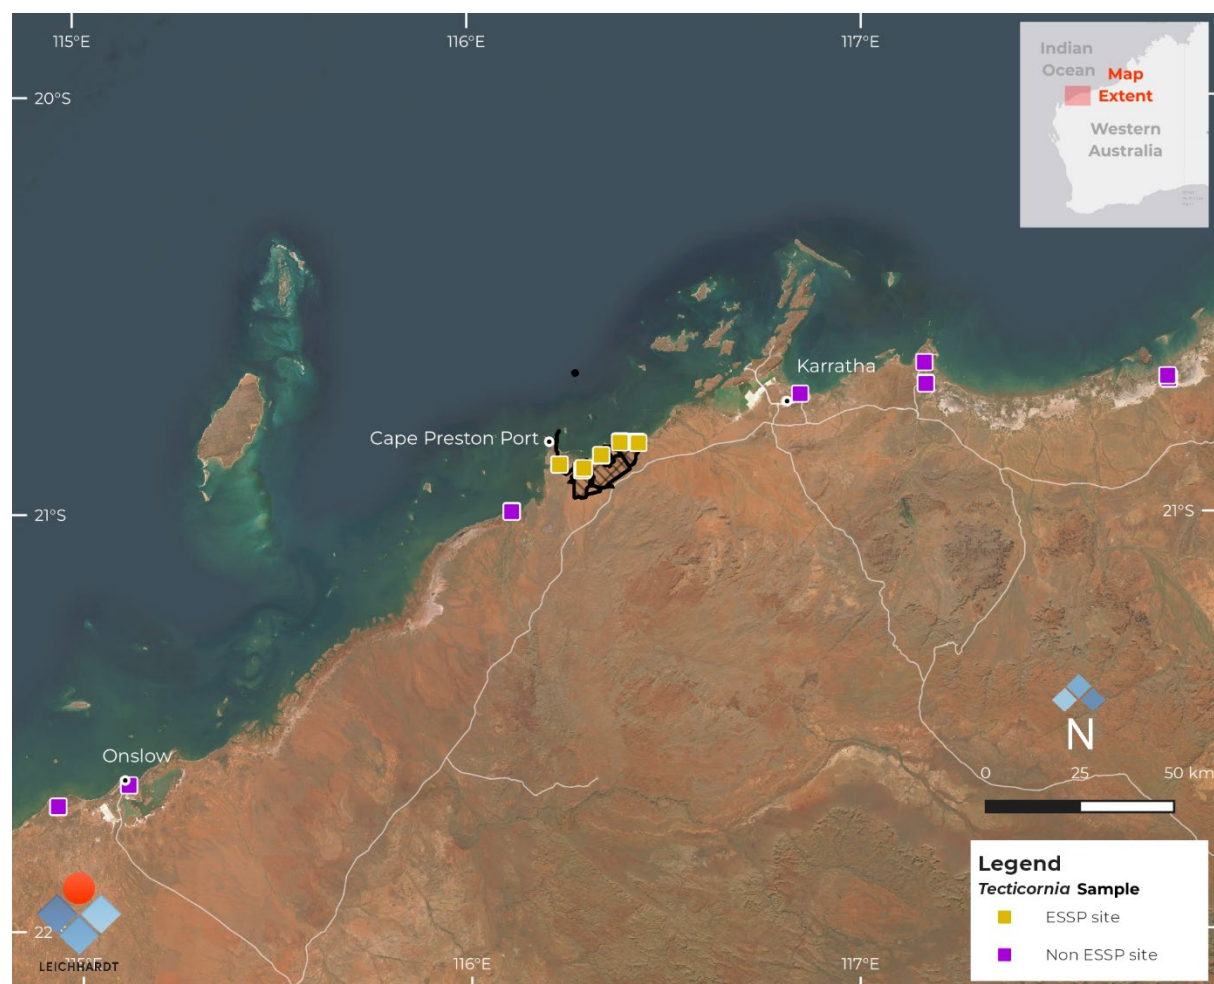 115°E
116°E
117°E
20°S
Indian
Ocean
Map
Extent
Western
Australia
Karratha
Cape Preston Port
21°S
21°S
Onslow
N
0
25
50 km
Legend
Tecticornia Sample
ESSP site
Non ESSP site
22
LEICHHARDT
116°E
117°E